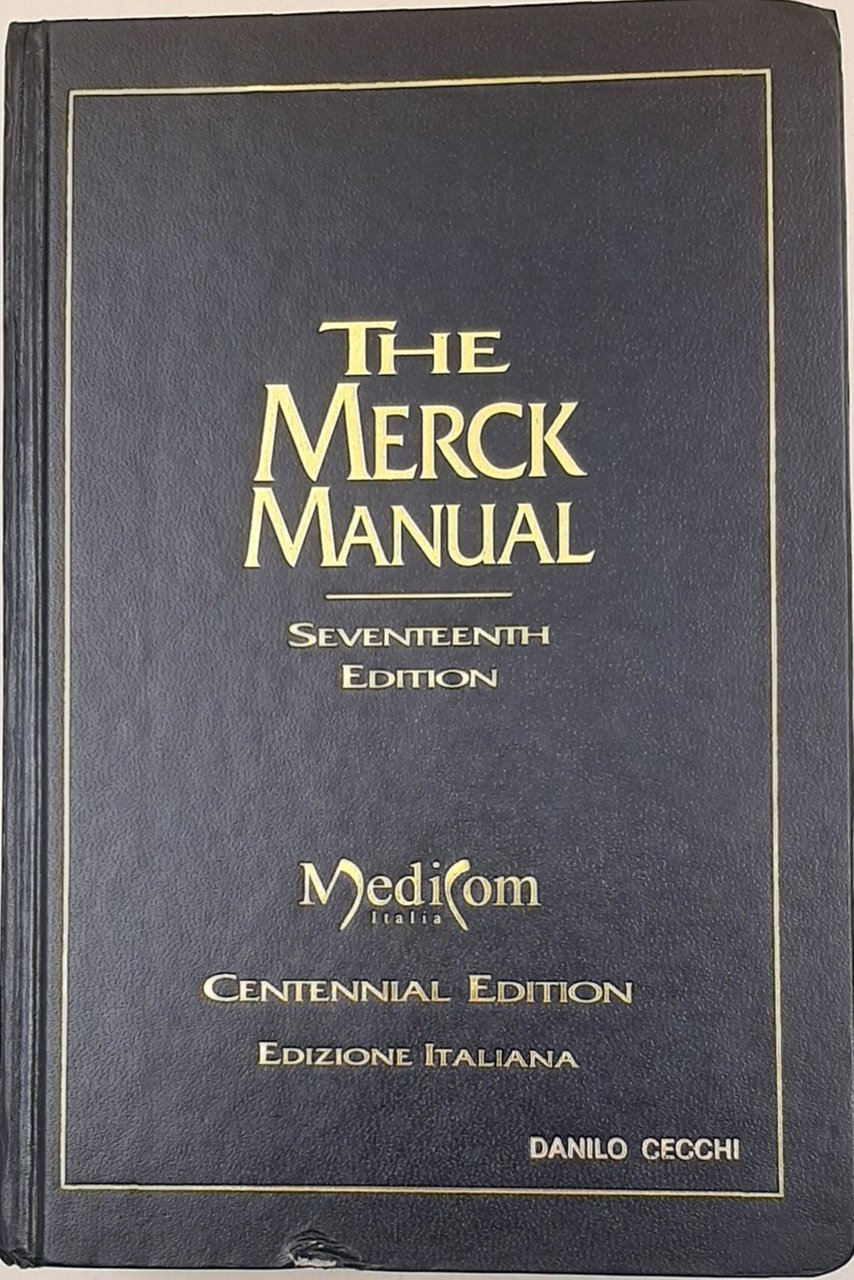 THE
MERCK
MANUAL
SEVENTEENTH
EDITION
MediCom
Italia
CENTENNIAL EDITION
EDIZIONE ITALIANA
DANILO CECCHI